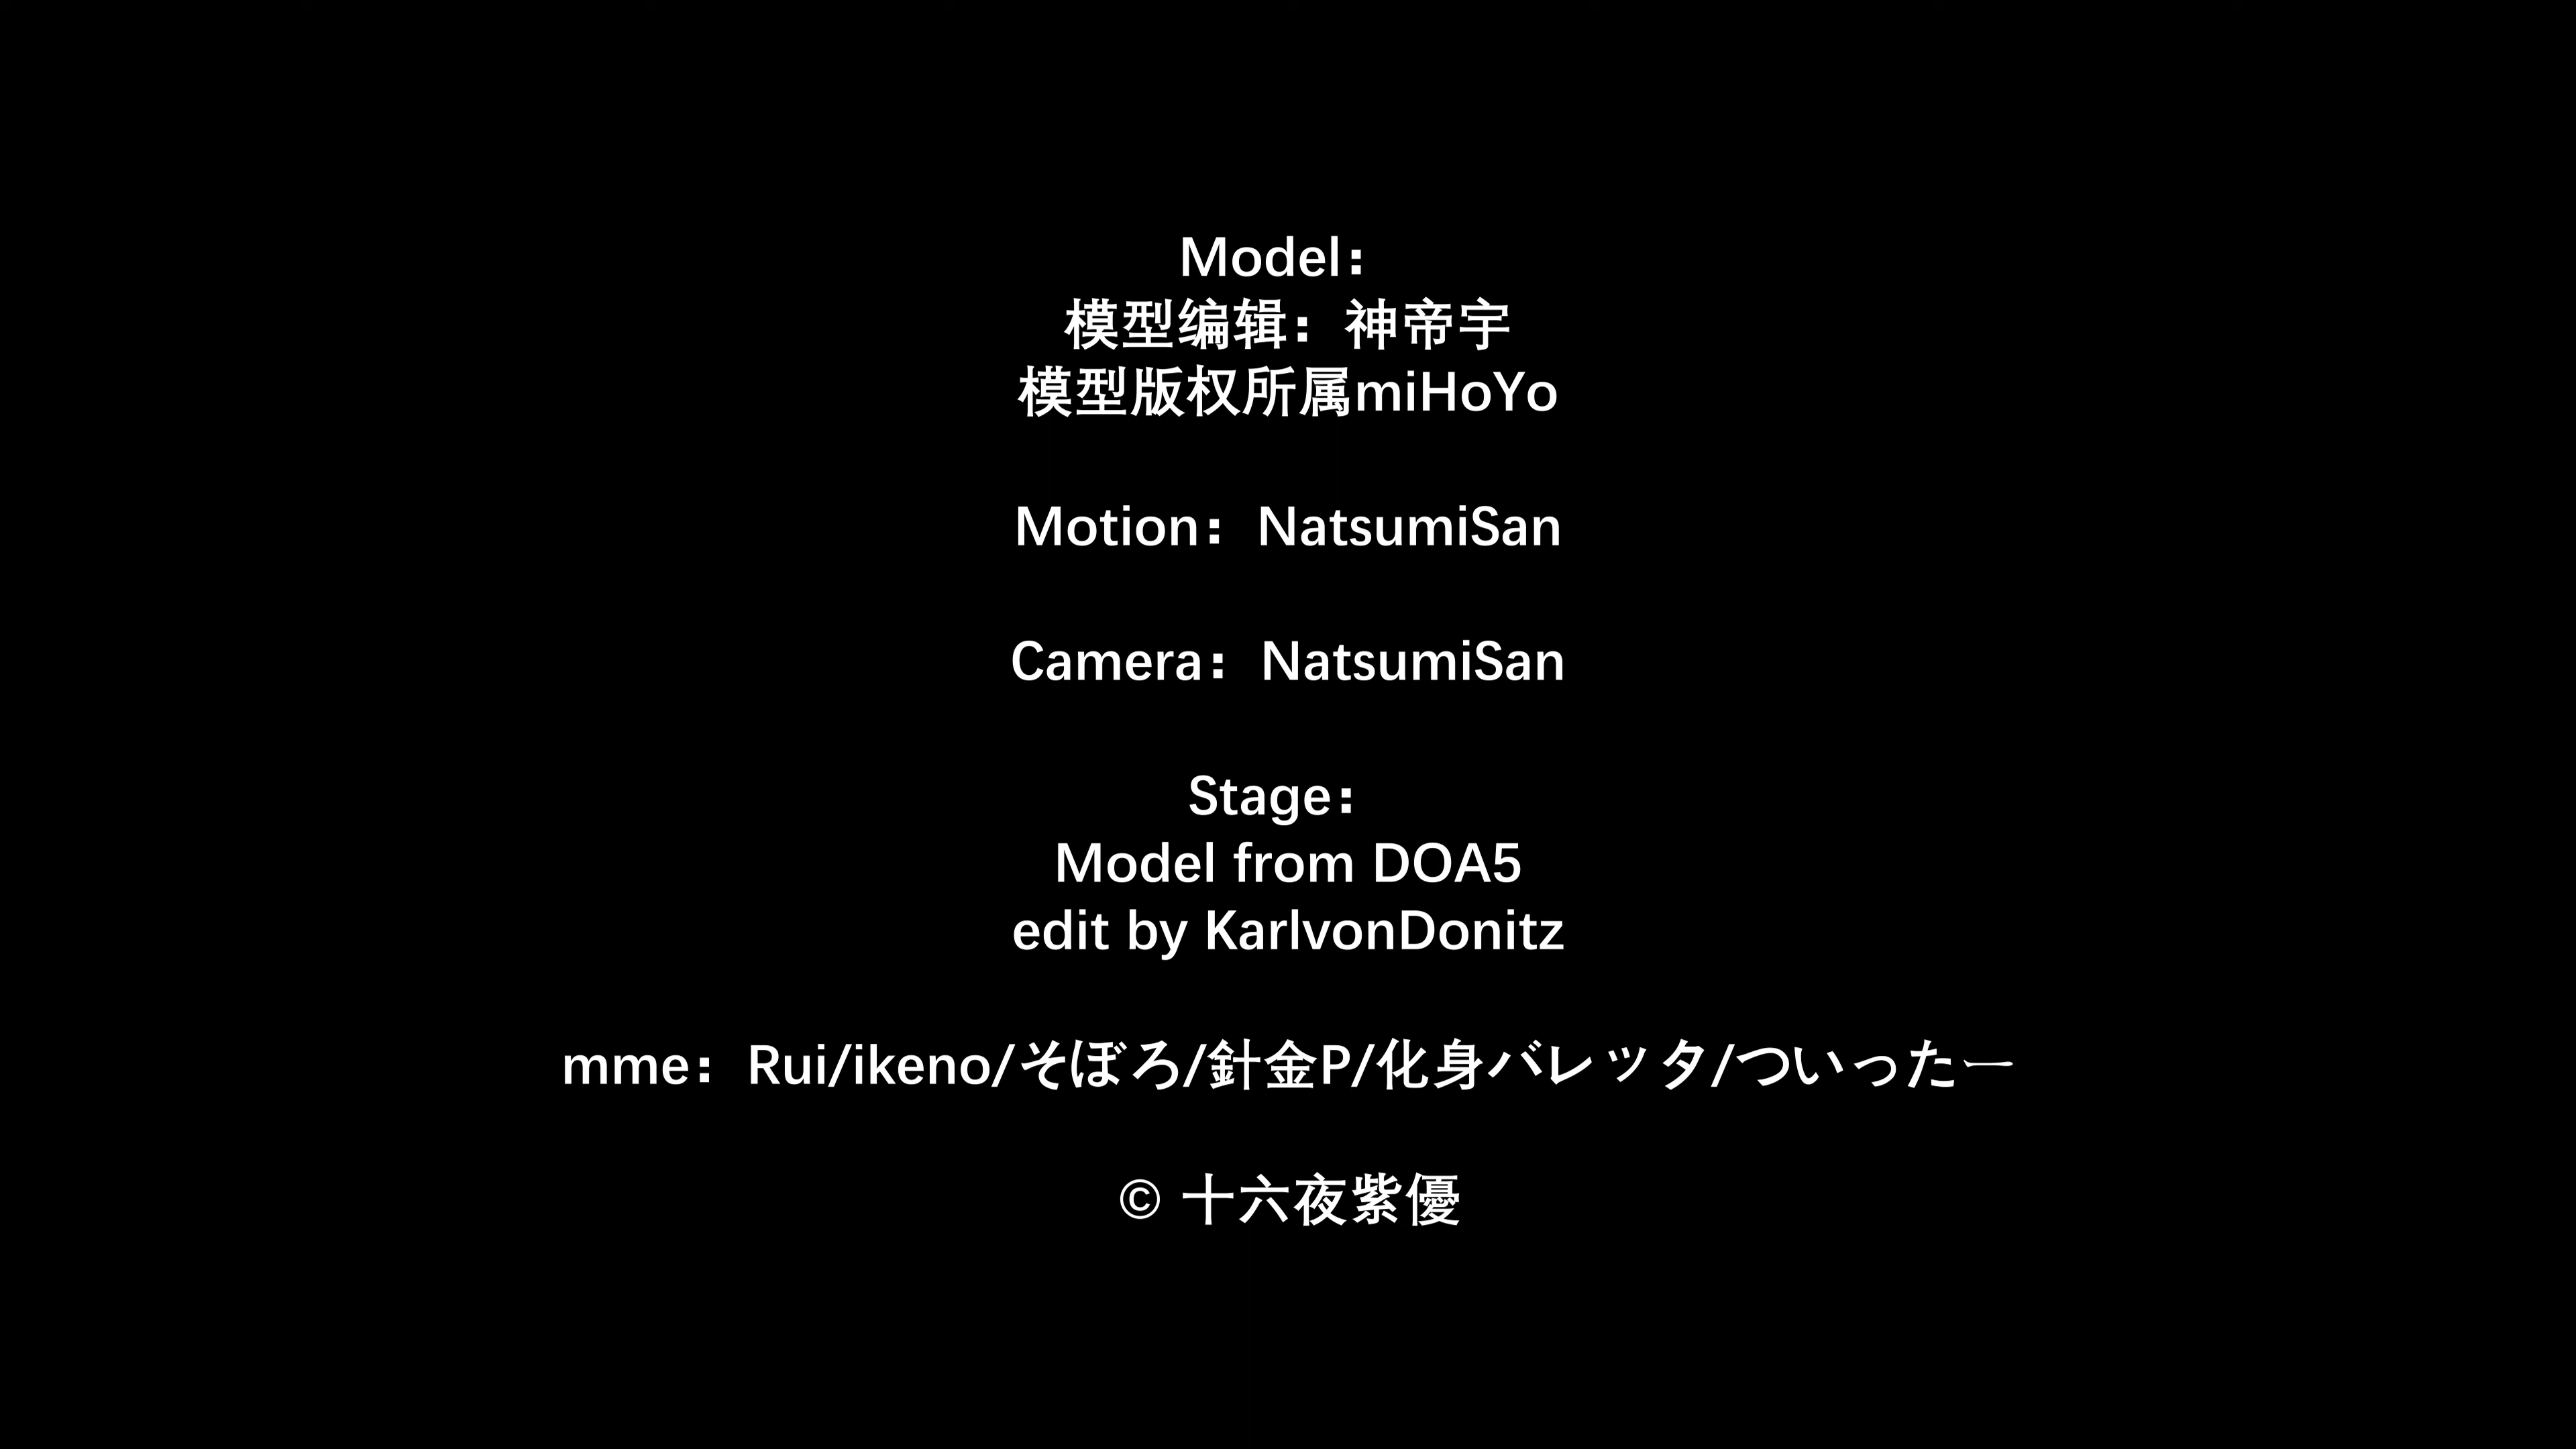 Model：
模型编辑：神帝宇
模型版权所属miHoYo
Motion：NatsumiSan
Camera：NatsumiSan
Stage：
Model from DOA5
edit by KarlvonDonitz
mme：Rui/ikeno/そぼろ/針金P/化身バレッタ/ついったー
© 十六夜紫優